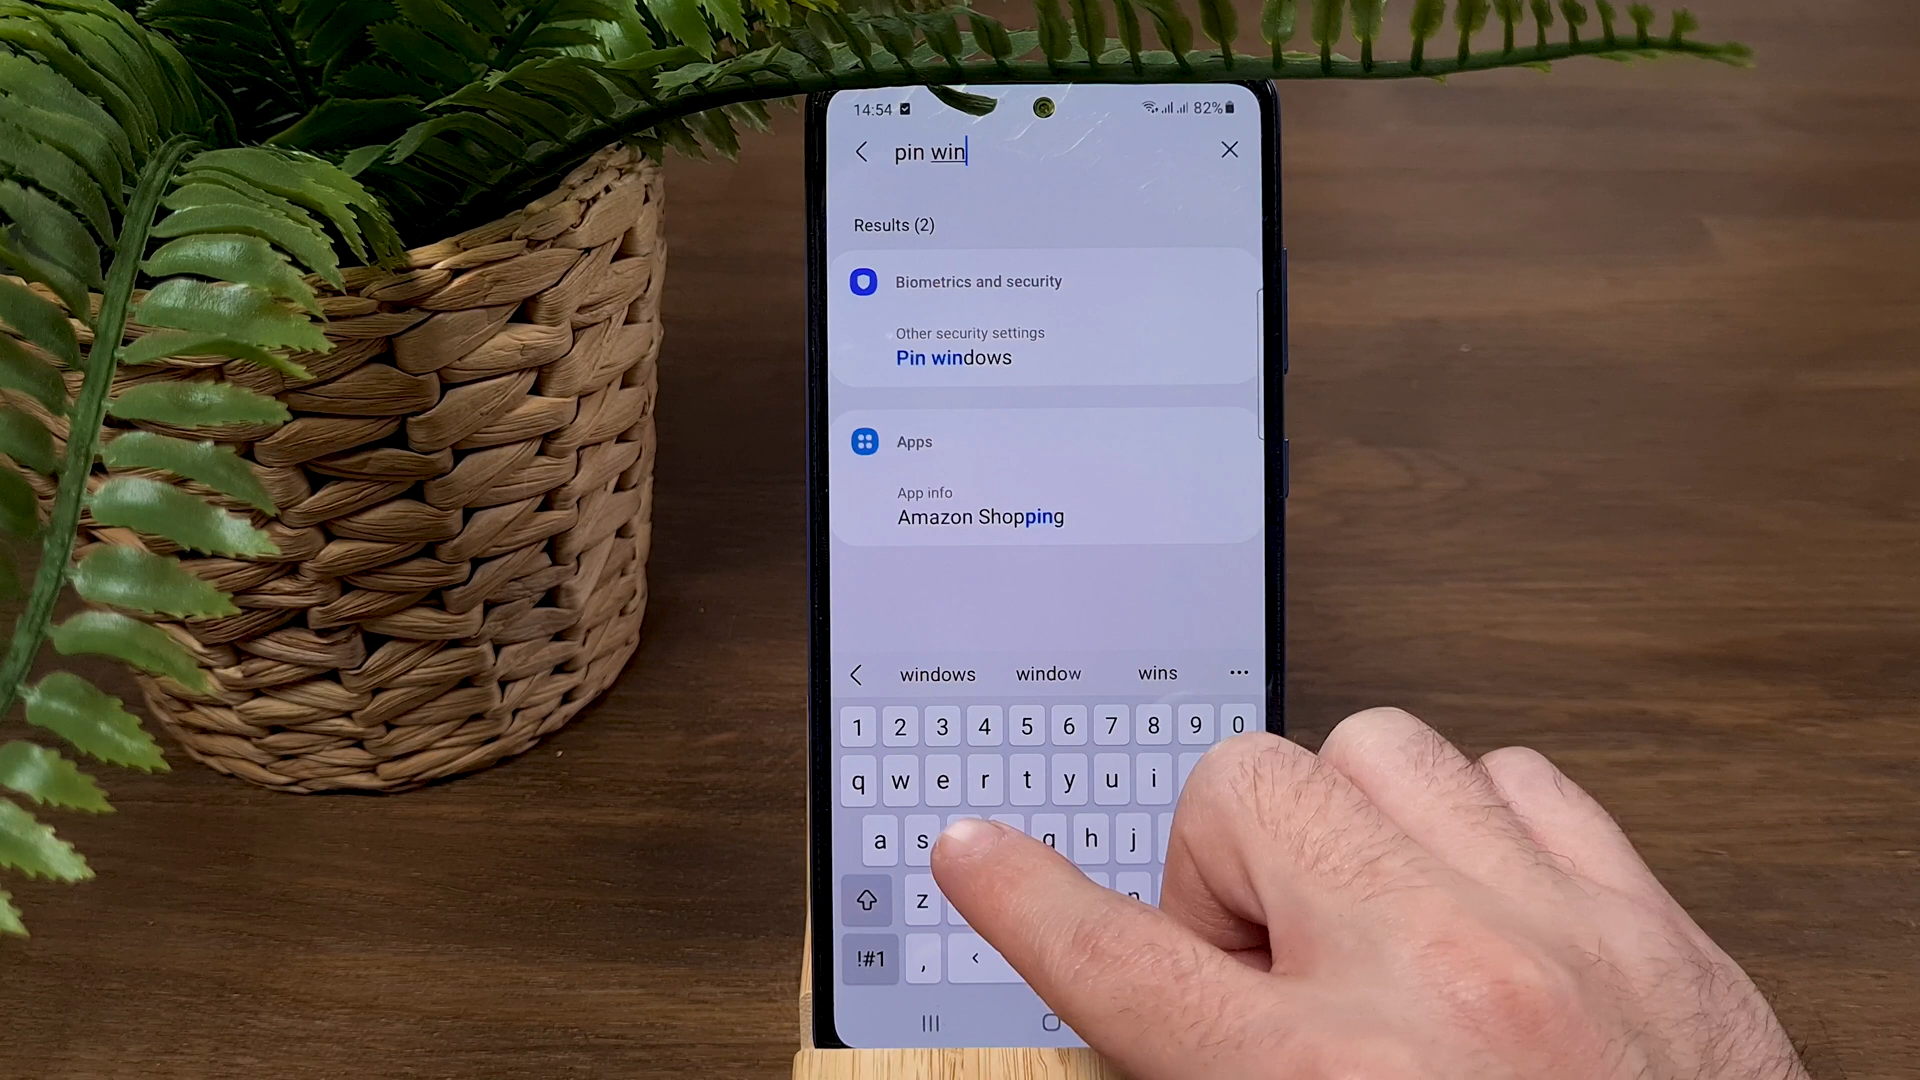 14:54 82%
pin win
Results (2)
Biometrics and security
Other security settings
Pin windows
Apps
App info
Amazon Shopping
windows window wins
1 2 3 4 5 6 7 8 9 0
q w e r t y u i
a s g h j
z n
!#1 , <